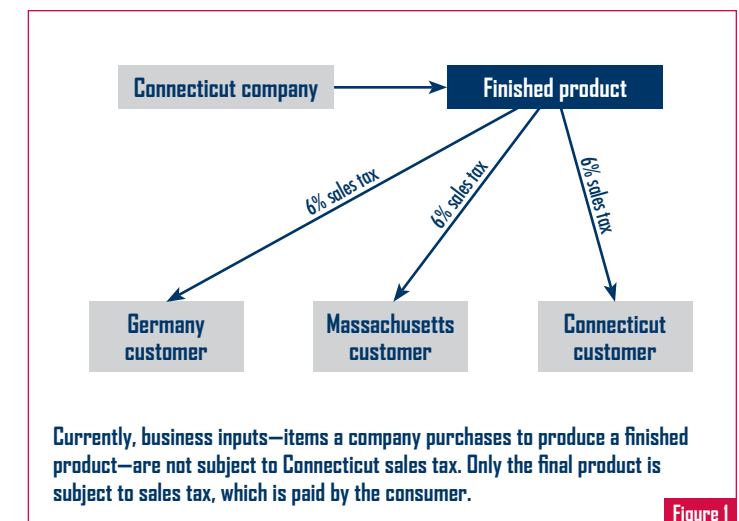 Connecticut company
Finished product
6% sales tax
6% sales tax
6% sales tax
Germany
customer
Massachusetts
customer
Connecticut
customer
Currently, business inputs—items a company purchases to produce a finished
product—are not subject to Connecticut sales tax. Only the final product is
subject to sales tax, which is paid by the consumer.
Figure 1